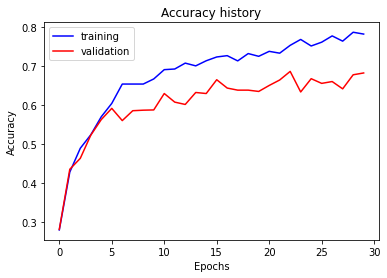 Accuracy history
training
validation
Accuracy
0.8
0.7
0.6
0.5
0.4
0.3
0 5 10 15 20 25 30
Epochs